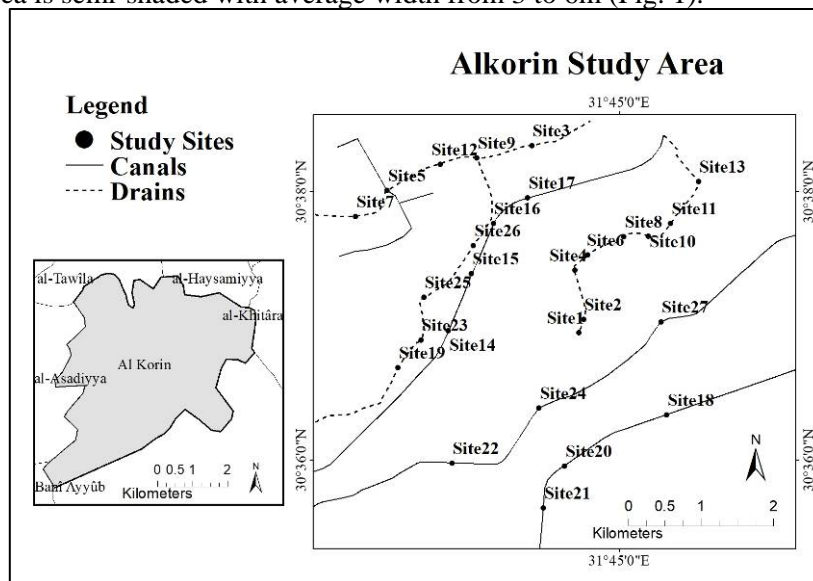 ea is semi-shaded with average width from 3 to 6m (Fig. 1).
Alkorin Study Area
Legend
Study Sites
Canals
Drains
31°45'0"E
30°38'0"N
30°38'0"N
Site3
Site9
Site12
Site5
Site7
Site13
Site17
Site16
Site11
Site8
Site10
Site26
Site6
Site4
Site15
Site25
Site2
Site27
Site1
Site23
Site14
Site19
Site24
Site18
Site22
Site20
Site21
30°36'0"N
30°36'0"N
N
0 0.5 1 2
Kilometers
31°45'0"E
al-Tawîla
al-Haysamiyya
al-Khitâra
Al Korin
al-Asadiyya
Banî Ayyûb
0 0.5 1 2
Kilometers
N